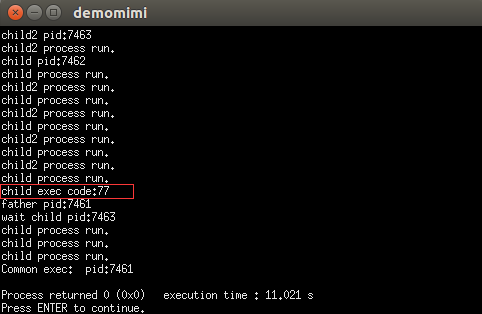 demomimi
child2 pid:7463
child2 process run.
child pid:7462
child process run.
child2 process run.
child process run.
child2 process run.
child process run.
child2 process run.
child process run.
child2 process run.
child process run.
child exec code:77
father pid:7461
wait child pid:7463
child process run.
child process run.
child process run.
Common exec:  pid:7461
Process returned 0 (0x0)   execution time : 11.021 s
Press ENTER to continue.